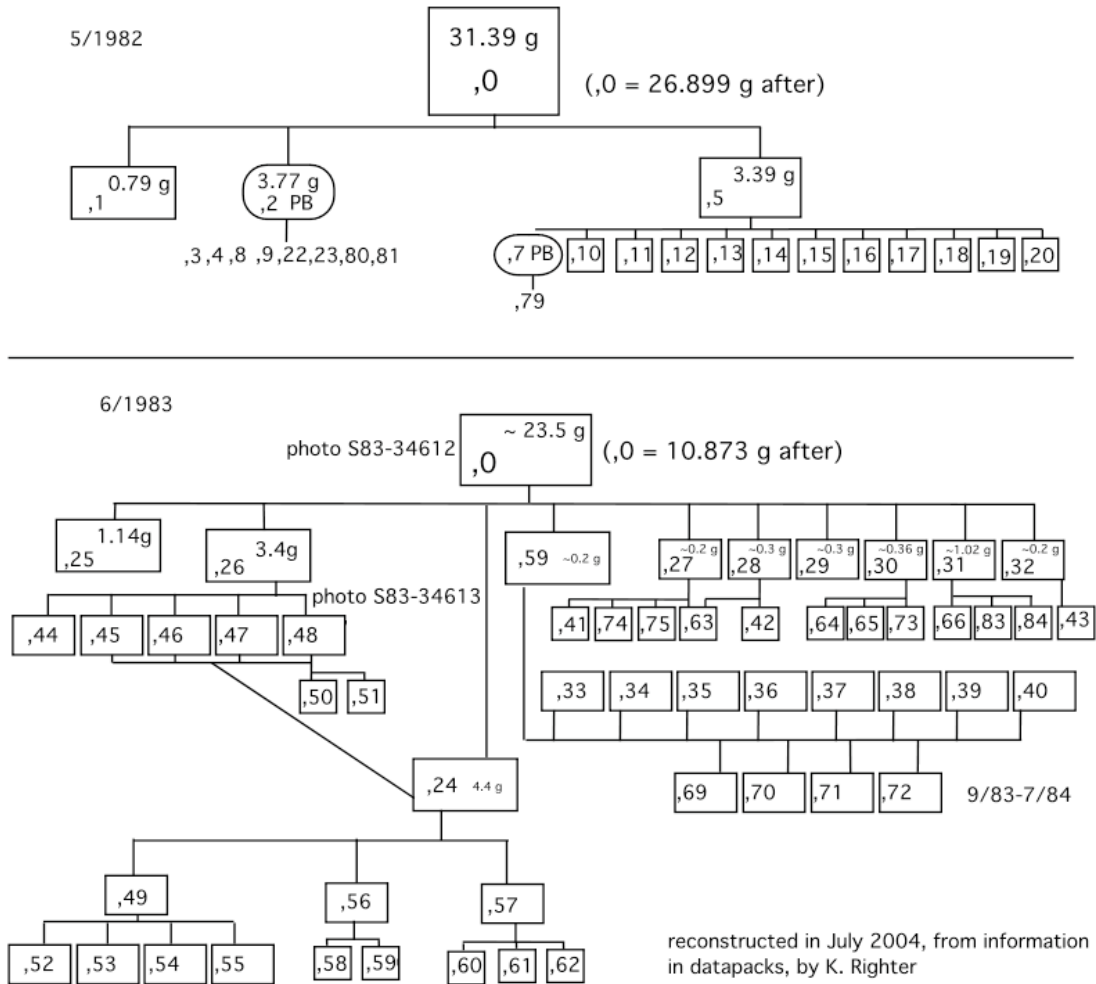 5/1982
31.39 g
,0
(,0 = 26.899 g after)
0.79 g
,1
3.77 g
,2 PB
3.39 g
,5
,3,4,8 ,9,22,23,80,81
,7 PB ,10 ,11 ,12 ,13 ,14 ,15 ,16 ,17 ,18 ,19 ,20
,79
6/1983
photo S83-34612
~ 23.5 g
,0
(,0 = 10.873 g after)
1.14g
,25
3.4g
,26
,59 ~0.2 g
~0.2 g
,27
~0.3 g
,28
~0.3 g
,29
~0.36 g
,30
~1.02 g
,31
~0.2 g
,32
photo S83-34613
,44 ,45 ,46 ,47 ,48
,41 ,74 ,75 ,63 ,42 ,64 ,65 ,73 ,66 ,83 ,84 ,43
,50 ,51
,33 ,34 ,35 ,36 ,37 ,38 ,39 ,40
,24 4.4 g
,69 ,70 ,71 ,72
9/83-7/84
,49 ,56 ,57
,52 ,53 ,54 ,55 ,58 ,59 ,60 ,61 ,62
reconstructed in July 2004, from information
in datapacks, by K. Righter